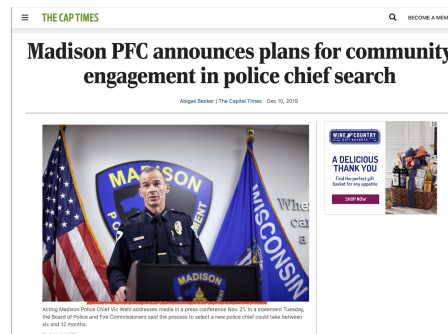 THE CAP TIMES
BECOME A MEM
Madison PFC announces plans for community
engagement in police chief search
Abigail Becker | The Capital Times Dec 10, 2019
WINE COUNTRY
GIFT BASKETS
A DELICIOUS
THANK YOU
Find the perfect gift
basket for any appetite
SHOP NOW
MADISON
WISCONSIN
MADISON
Acting Madison Police Chief Vic Wahl addresses media in a press conference Nov. 21. In a statement Tuesday,
the Board of Police and Fire Commissioners said the process to select a new police chief could take between
six and 12 months.